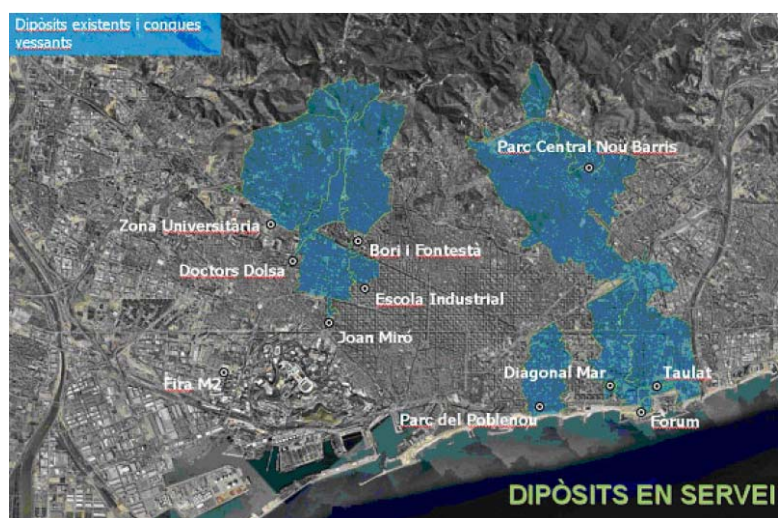 Dipòsits existents i conques
vessants
Parc Central Nou Barris
Zona Universitària
Bori i Fontestà
Doctors Dolsa
Escola Industrial
Joan Miró
Fira M2
Diagonal Mar
Taulat
Parc del Poblenou
Fòrum
DIPÒSITS EN SERVEI